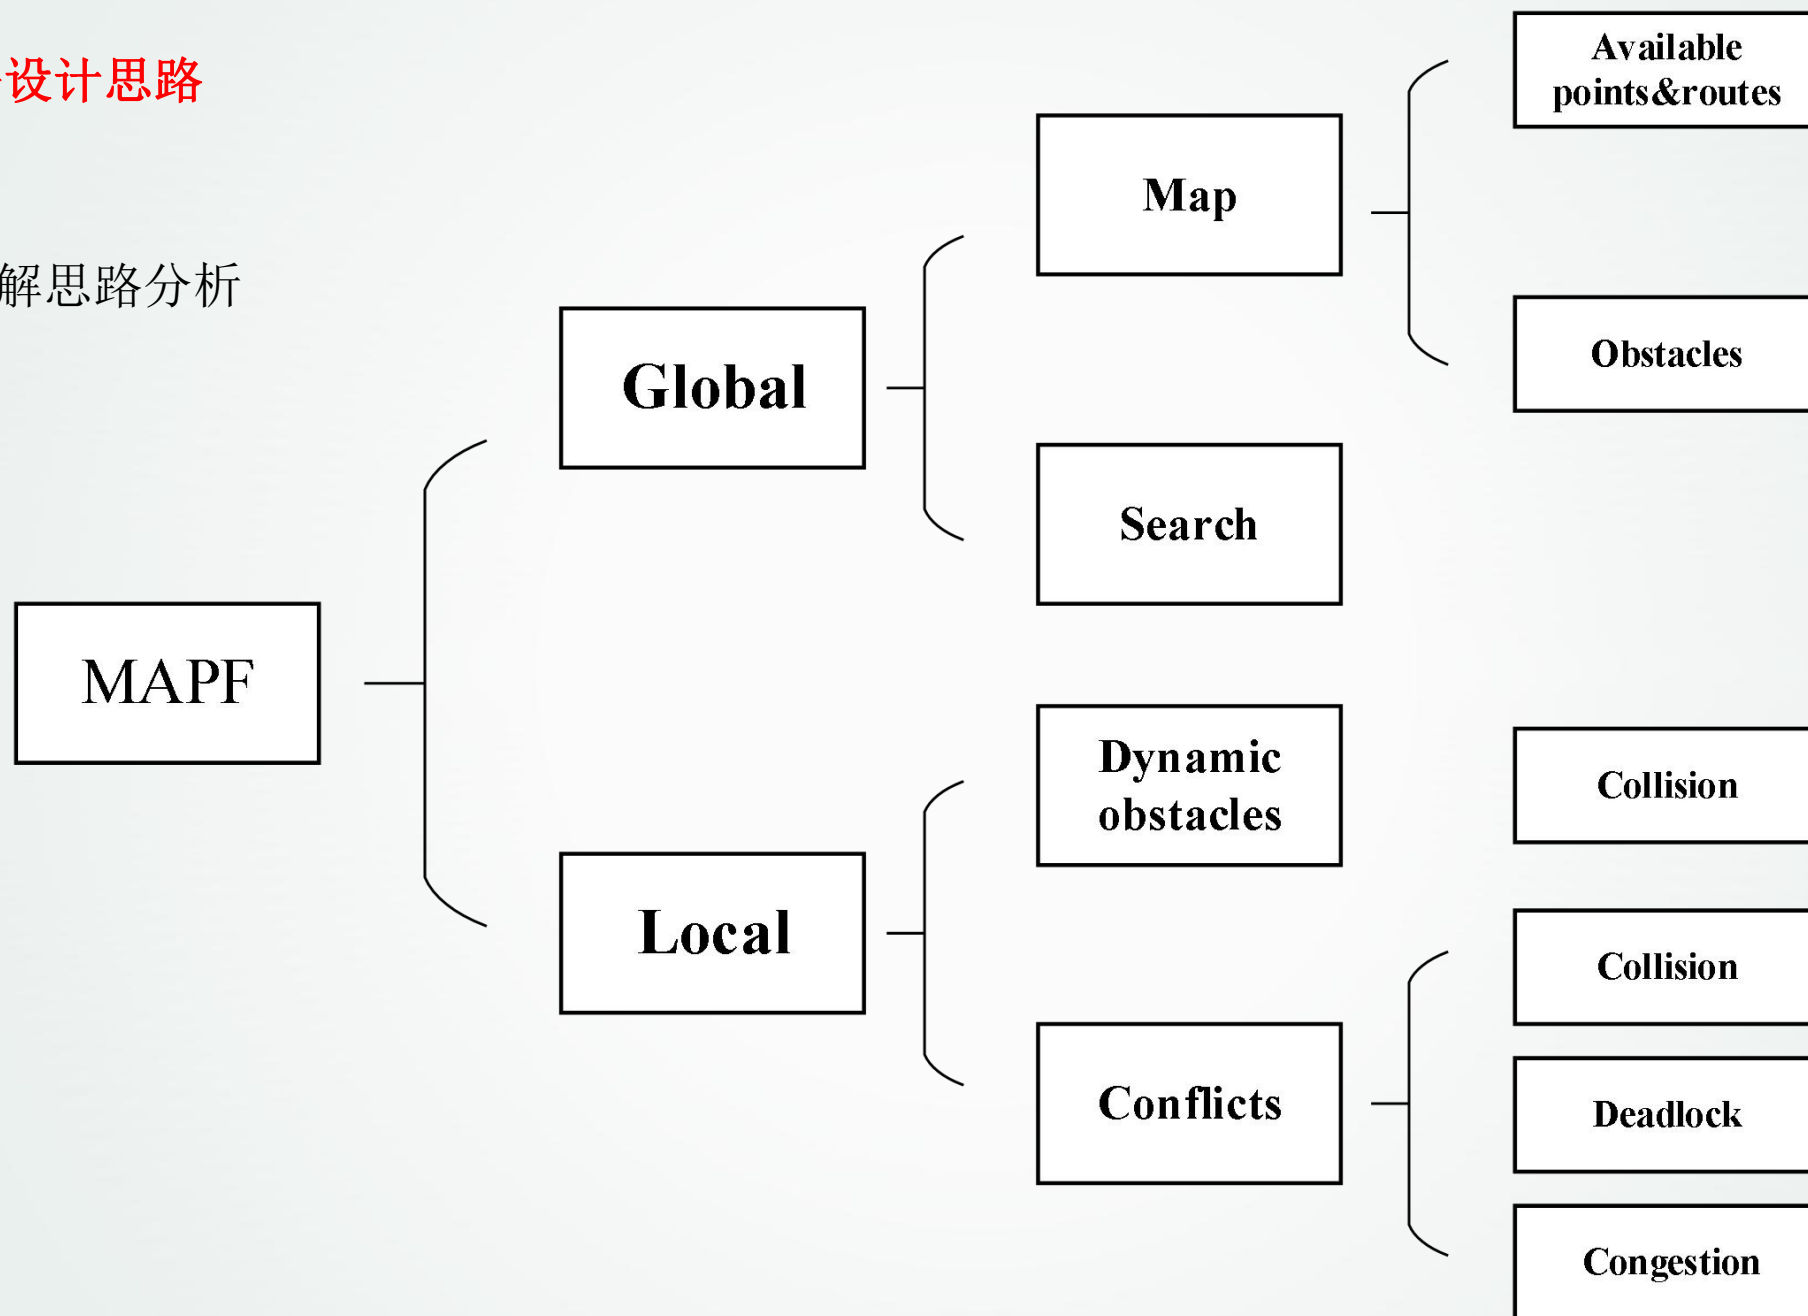 设计思路
解思路分析
Available
points&routes
Map
Obstacles
Global
Search
MAPF
Dynamic
obstacles
Collision
Local
Collision
Conflicts
Deadlock
Congestion